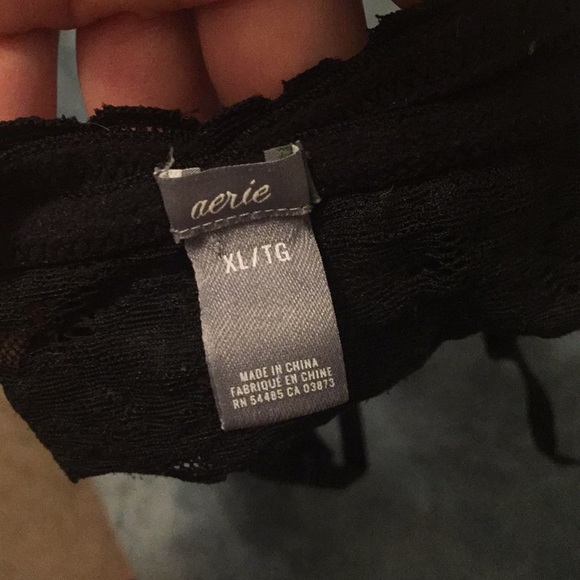 aerie
XL/TG
MADE IN CHINA
FABRIQUÉ EN CHINE
RN 54485 CA 03873